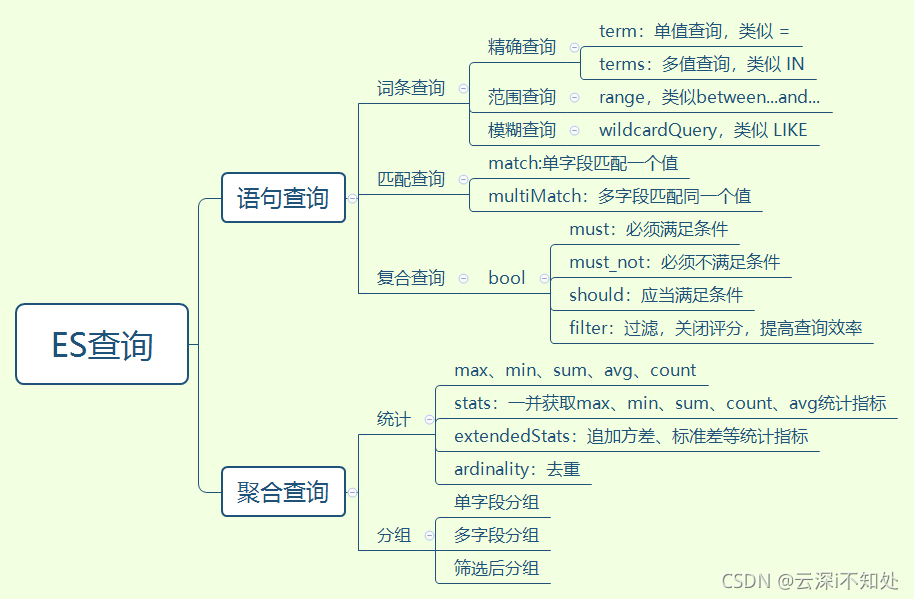 ES查询
语句查询
词条查询
精确查询
term：单值查询，类似 =
terms：多值查询，类似 IN
范围查询
range，类似between...and...
模糊查询
wildcardQuery，类似 LIKE
匹配查询
match:单字段匹配一个值
multiMatch：多字段匹配同一个值
复合查询
bool
must：必须满足条件
must_not：必须不满足条件
should：应当满足条件
filter：过滤，关闭评分，提高查询效率
聚合查询
统计
max、min、sum、avg、count
stats：一并获取max、min、sum、count、avg统计指标
extendedStats：追加方差、标准差等统计指标
ardinality：去重
分组
单字段分组
多字段分组
筛选后分组
CSDN @云深i不知处